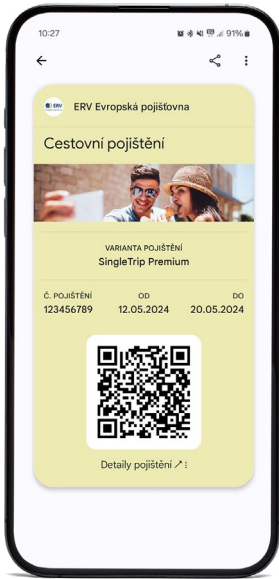 10:27
91%
ERV
ERV Evropská pojišťovna
Cestovní pojištění
VARIANTA POJIŠTĚNÍ
SingleTrip Premium
Č. POJIŠTĚNÍ OD DO
123456789 12.05.2024 20.05.2024
Detaily pojištění